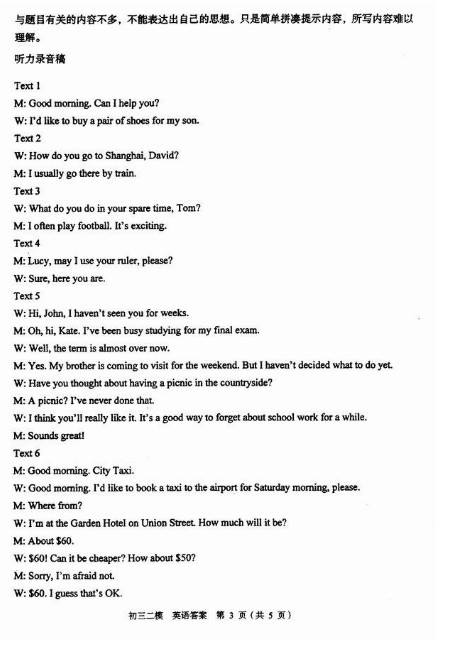 与题目有关的内容不多，不能表达出自己的思想。只是简单拼凑提示内容，所写内容难以
理解。
听力录音稿
Text 1
M: Good morning. Can I help you?
W: I'd like to buy a pair of shoes for my son.
Text 2
W: How do you go to Shanghai, David?
M: I usually go there by train.
Text 3
W: What do you do in your spare time, Tom?
M: I often play football. It's exciting.
Text 4
M: Lucy, may I use your ruler, please?
W: Sure, here you are.
Text 5
W: Hi, John, I haven't seen you for weeks.
M: Oh, hi, Kate. I've been busy studying for my final exam.
W: Well, the term is almost over now.
M: Yes. My brother is coming to visit for the weekend. But I haven't decided what to do yet.
W: Have you thought about having a picnic in the countryside?
M: A picnic? I've never done that.
W: I think you'll really like it. It's a good way to forget about school work for a while.
M: Sounds great!
Text 6
M: Good morning. City Taxi.
W: Good morning. I'd like to book a taxi to the airport for Saturday morning, please.
M: Where from?
W: I'm at the Garden Hotel on Union Street. How much will it be?
M: About $60.
W: $60! Can it be cheaper? How about $50?
M: Sorry, I'm afraid not.
W: $60. I guess that's OK.
初三二模 英语答案 第 3 页（共 5 页）